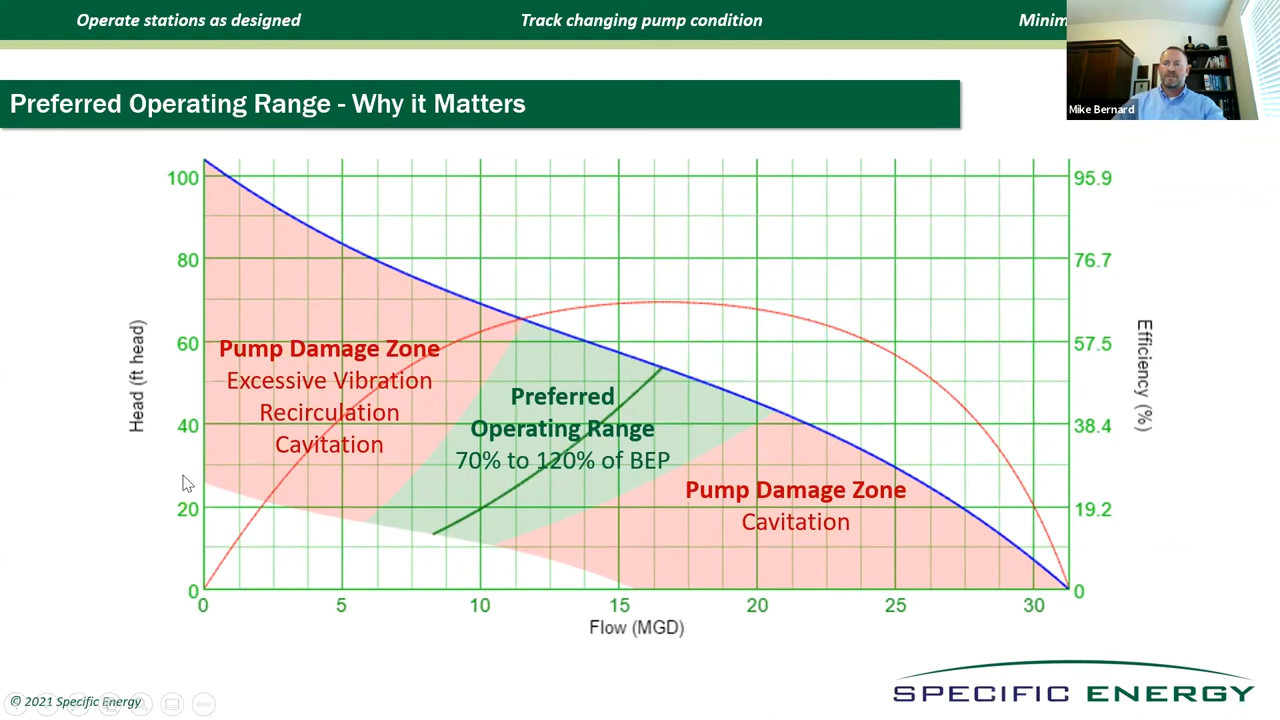 Operate stations as designed
Track changing pump condition
Minim
Mike Bernard
Preferred Operating Range - Why it Matters
100
80
60
40
20
0
95.9
76.7
57.5
38.4
19.2
0
Head (ft head)
Efficiency (%)
Pump Damage Zone
Excessive Vibration
Recirculation
Cavitation
Preferred
Operating Range
70% to 120% of BEP
Pump Damage Zone
Cavitation
0 5 10 15 20 25 30
Flow (MGD)
© 2021 Specific Energy
SPECIFIC ENERGY